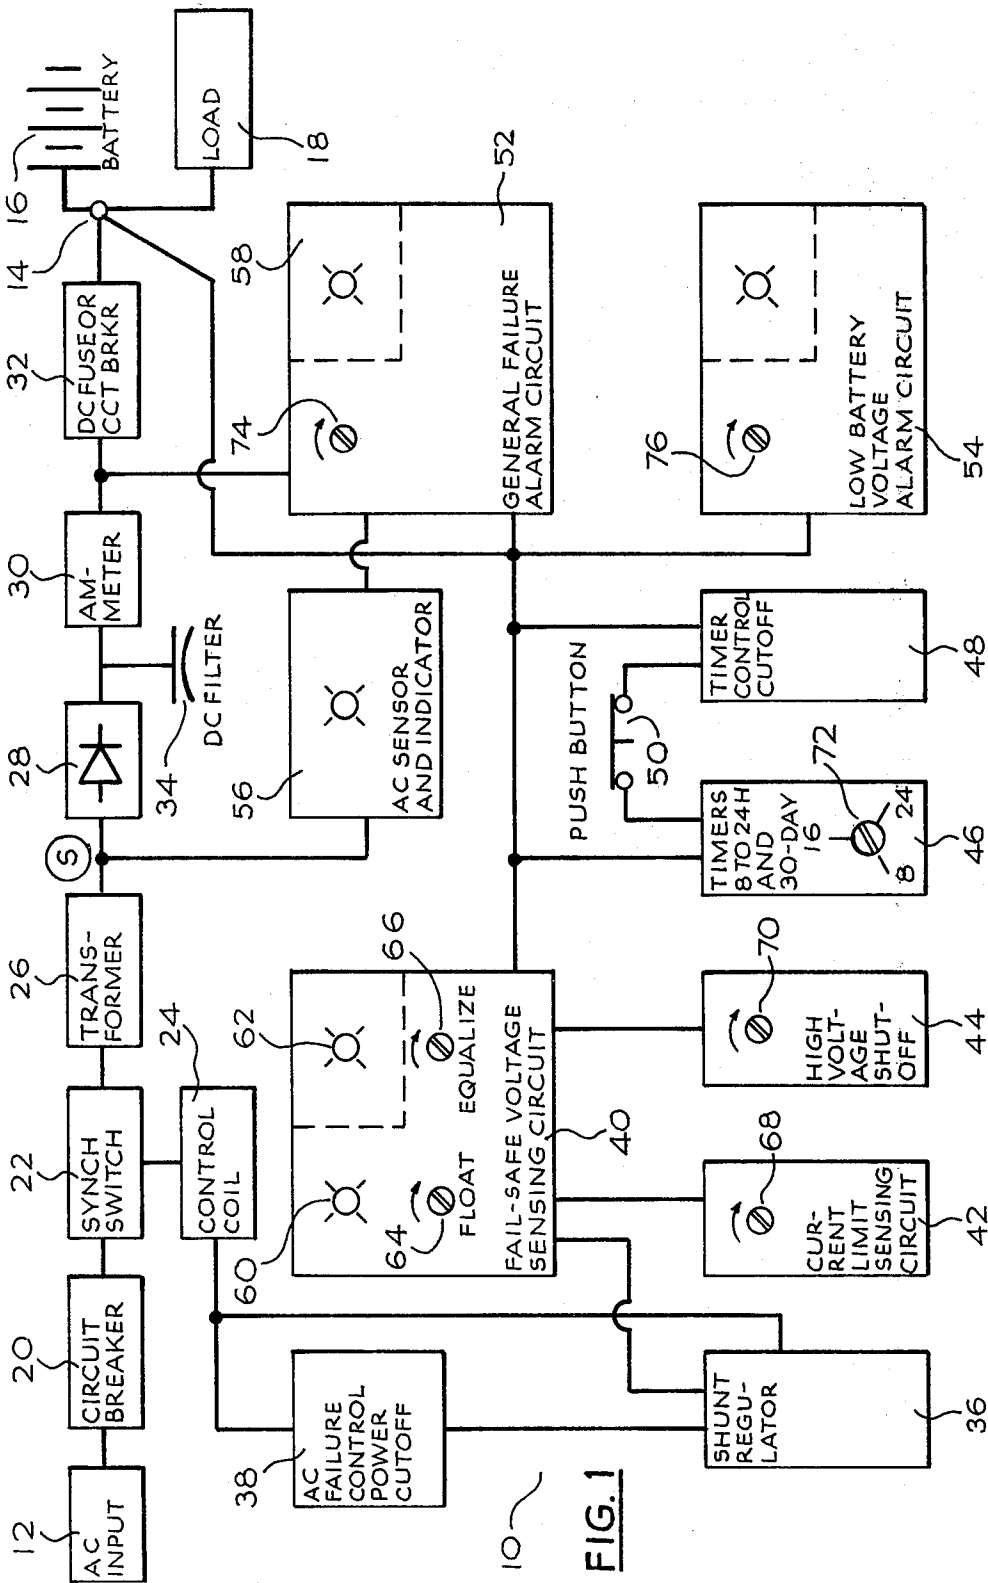 12
AC
INPUT
20
CIRCUIT
BREAKER
22
SYNCH
SWITCH
24
CONTROL
COIL
26
TRANS-
FORMER
S
28
34
DC FILTER
30
AM-
METER
32
DC FUSE OR
CCT BRKR
14
16
BATTERY
LOAD
18
38
AC
FAILURE
CONTROL
POWER
CUTOFF
60
62
64
66
FLOAT EQUALIZE
FAIL-SAFE VOLTAGE
SENSING CIRCUIT
40
56
AC SENSOR
AND INDICATOR
74
58
GENERAL FAILURE
ALARM CIRCUIT
52
PUSH BUTTON
50
SHUNT
REGU-
LATOR
36
68
CUR-
RENT
LIMIT
SENSING
CIRCUIT
42
70
HIGH
VOLT-
AGE
SHUT-
OFF
44
TIMERS
8 TO 24H
AND
30-DAY
16
72
8
24
46
TIMER
CONTROL
CUTOFF
48
76
LOW BATTERY
VOLTAGE
ALARM CIRCUIT
54
10
FIG. 1